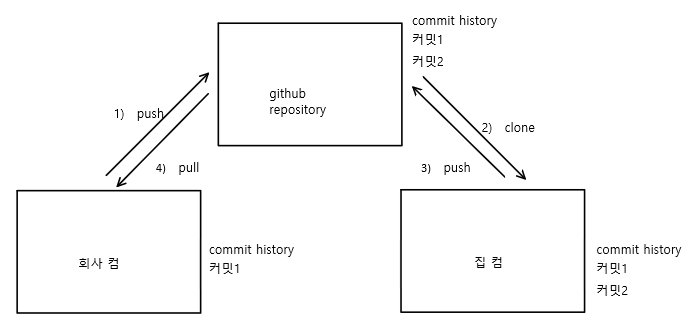 commit history
커밋1
커밋2
github
repository
1) push
2) clone
4) pull
3) push
회사 컴
commit history
커밋1
집 컴
commit history
커밋1
커밋2